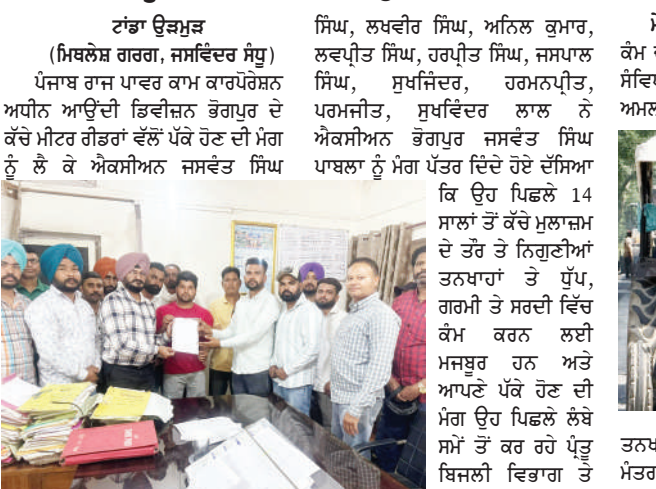 ਟਾਂਡਾ ਉੜਮੁੜ
(ਮਿਥਲੇਸ਼ ਗਰਗ, ਜਸਵਿੰਦਰ ਸੰਧੂ)
ਪੰਜਾਬ ਰਾਜ ਪਾਵਰ ਕਾਮ ਕਾਰਪੋਰੇਸ਼ਨ
ਅਧੀਨ ਆਉਂਦੀ ਡਿਵੀਜ਼ਨ ਭੋਗਪੁਰ ਦੇ
ਕੱਚੇ ਮੀਟਰ ਰੀਡਰਾਂ ਵੱਲੋਂ ਪੱਕੇ ਹੋਣ ਦੀ ਮੰਗ
ਨੂੰ ਲੈ ਕੇ ਐਕਸੀਅਨ ਜਸਵੰਤ ਸਿੰਘ
ਸਿੰਘ, ਲਖਵੀਰ ਸਿੰਘ, ਅਨਿਲ ਕੁਮਾਰ,
ਲਵਪ੍ਰੀਤ ਸਿੰਘ, ਹਰਪ੍ਰੀਤ ਸਿੰਘ, ਜਸਪਾਲ
ਸਿੰਘ, ਸੁਖਜਿੰਦਰ, ਹਰਮਨਪ੍ਰੀਤ,
ਪਰਮਜੀਤ, ਸੁਖਵਿੰਦਰ ਲਾਲ ਨੇ
ਐਕਸੀਅਨ ਭੋਗਪੁਰ ਜਸਵੰਤ ਸਿੰਘ
ਪਾਬਲਾ ਨੂੰ ਮੰਗ ਪੱਤਰ ਦਿੰਦੇ ਹੋਏ ਦੱਸਿਆ
ਕਿ ਉਹ ਪਿਛਲੇ 14
ਸਾਲਾਂ ਤੋਂ ਕੱਚੇ ਮੁਲਾਜ਼ਮ
ਦੇ ਤੌਰ ਤੇ ਨਿਗੁਣੀਆਂ
ਤਨਖਾਹਾਂ ਤੇ ਧੁੱਪ,
ਗਰਮੀ ਤੇ ਸਰਦੀ ਵਿੱਚ
ਕੰਮ ਕਰਨ ਲਈ
ਮਜਬੂਰ ਹਨ ਅਤੇ
ਆਪਣੇ ਪੱਕੇ ਹੋਣ ਦੀ
ਮੰਗ ਉਹ ਪਿਛਲੇ ਲੰਬੇ
ਸਮੇਂ ਤੋਂ ਕਰ ਰਹੇ ਪ੍ਰੰਤੂ
ਬਿਜਲੀ ਵਿਭਾਗ ਤੇ
ਕੰਮ